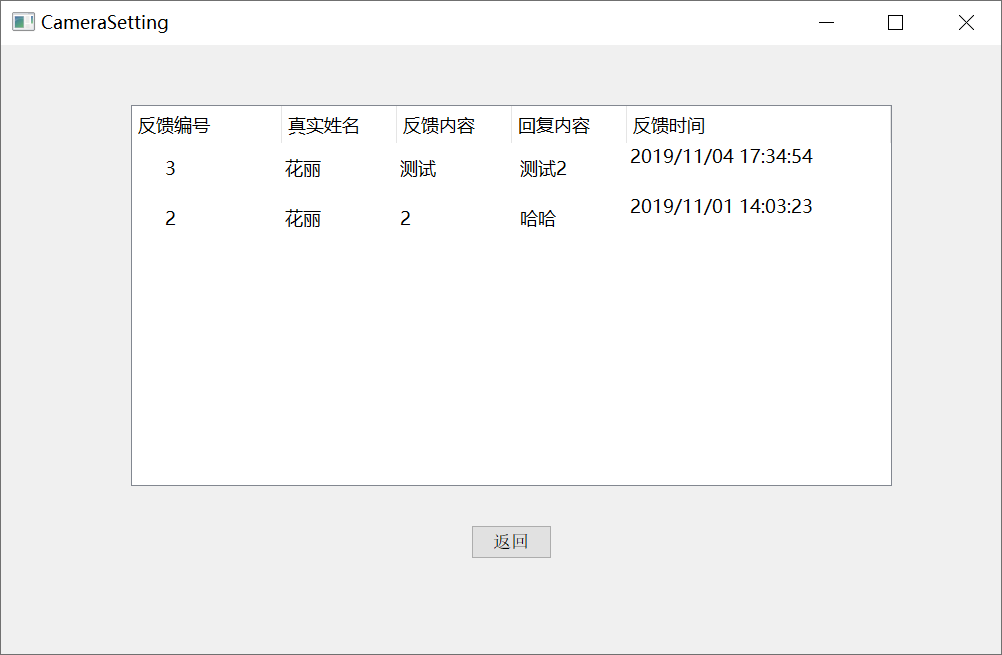 CameraSetting
反馈编号 真实姓名 反馈内容 回复内容 反馈时间
3 花丽 测试 测试2 2019/11/04 17:34:54
2 花丽 2 哈哈 2019/11/01 14:03:23
返回